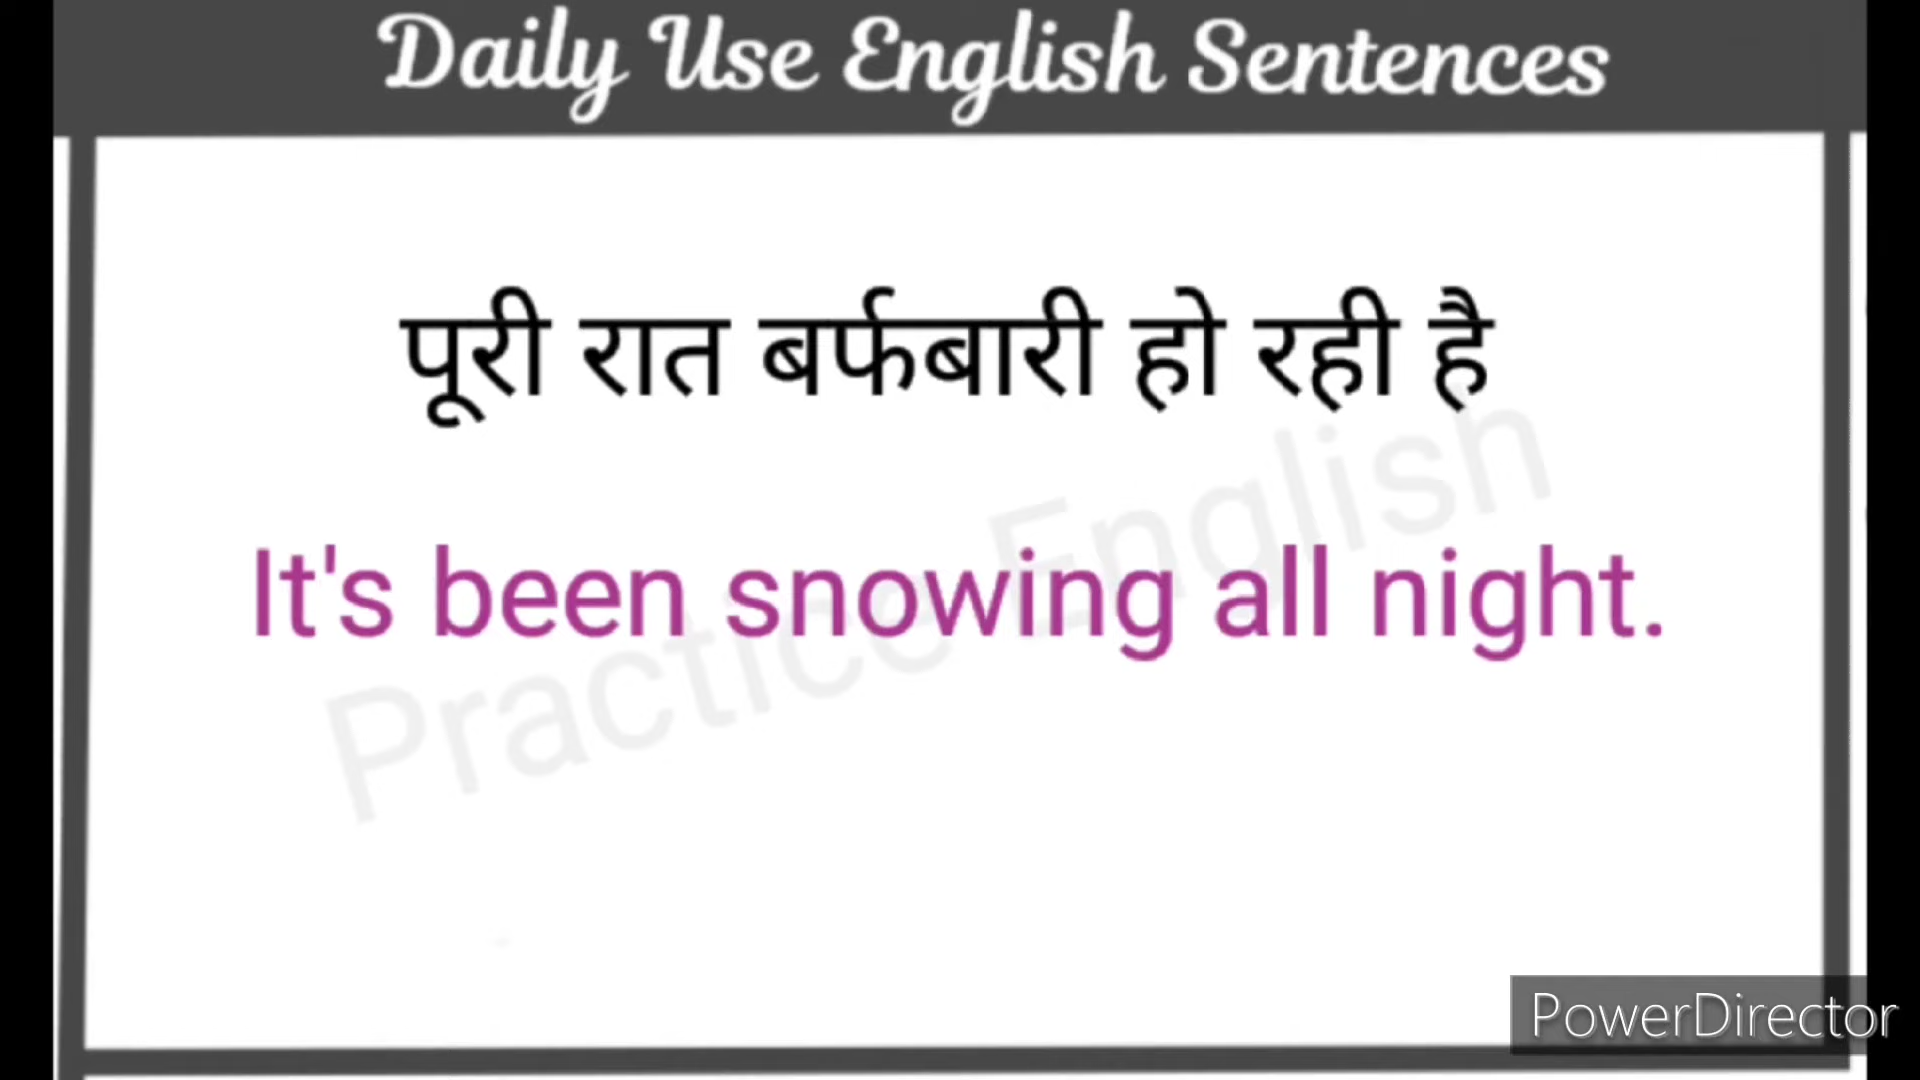 Daily Use English Sentences
पूरी रात बर्फबारी हो रही है
It's been snowing all night.
Practice English
PowerDirector